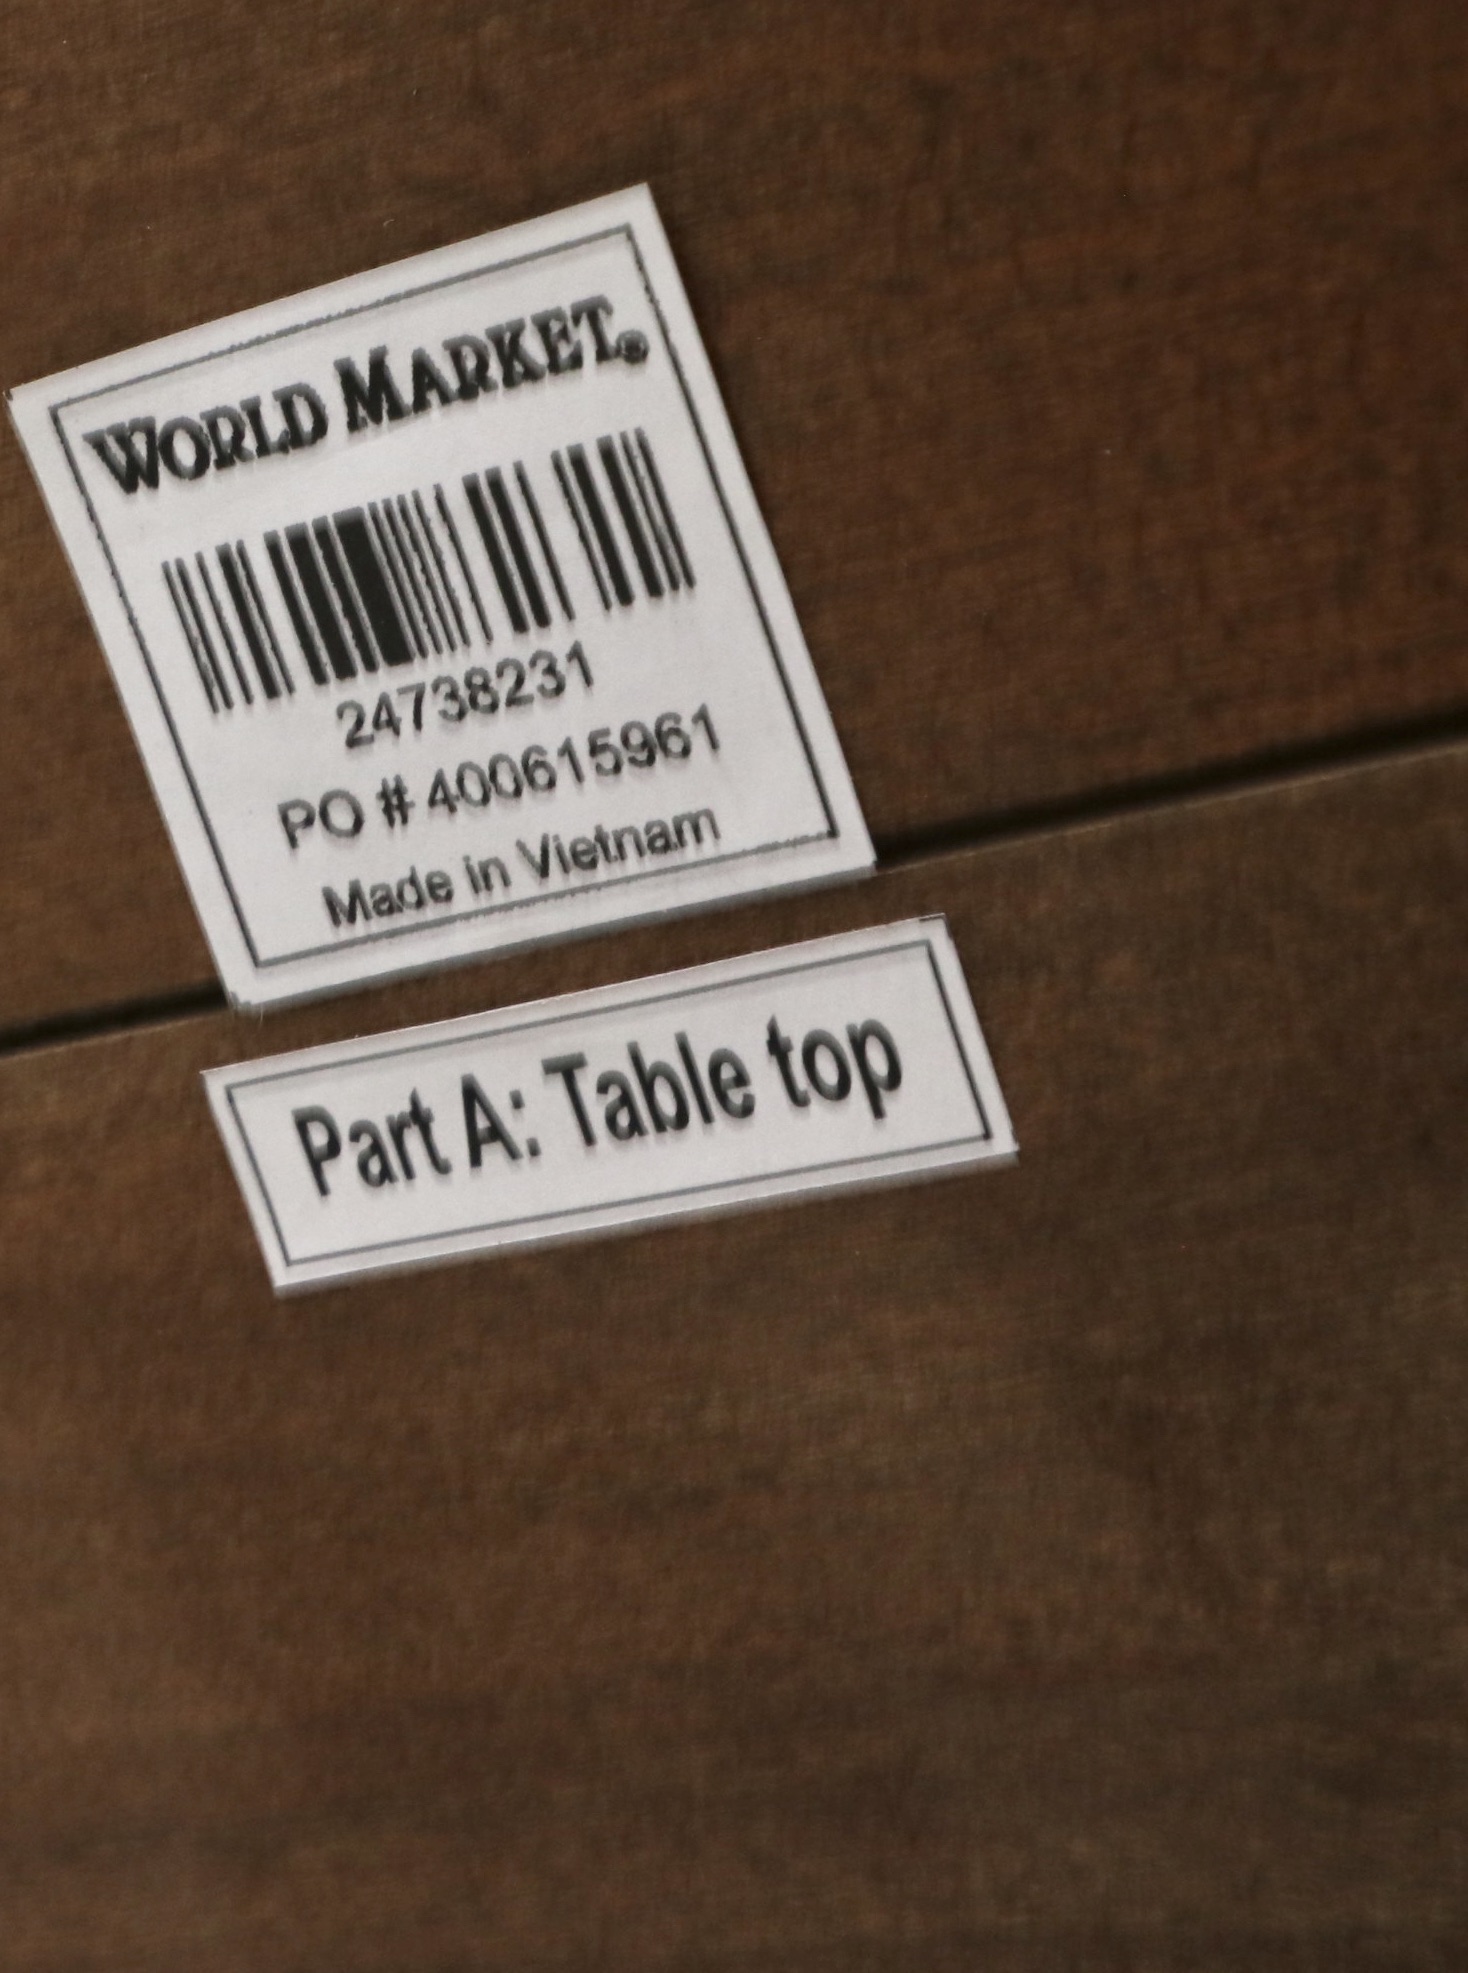 WORLD MARKET®
24738231
PO # 400615961
Made in Vietnam
Part A: Table top